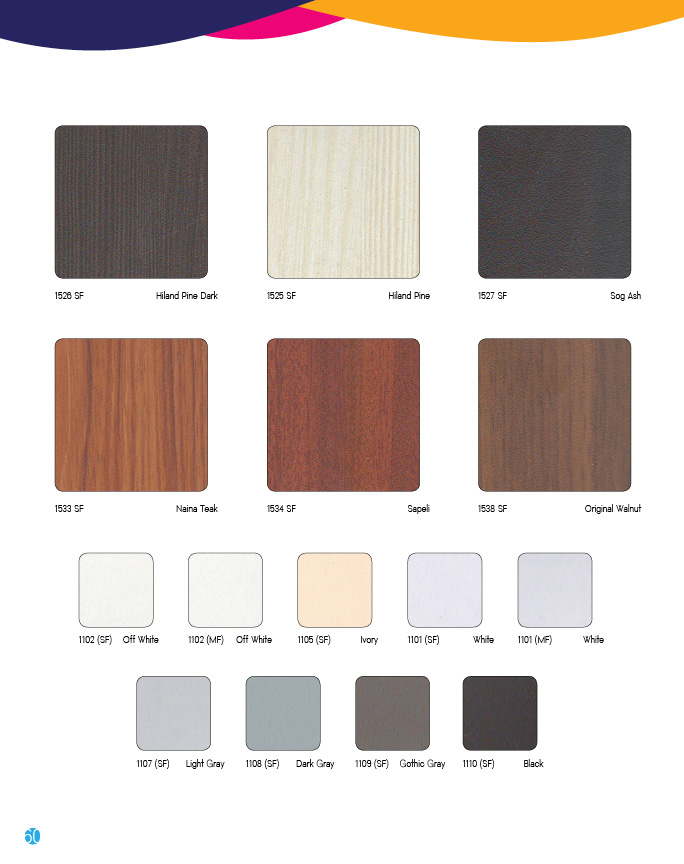 1526 SF Hiland Pine Dark 1525 SF Hiland Pine 1527 SF Sog Ash
1533 SF Naina Teak 1534 SF Sapeli 1538 SF Original Walnut
1102 (SF) Off White 1102 (MF) Off White 1105 (SF) Ivory 1101 (SF) White 1101 (MF) White
1107 (SF) Light Gray 1108 (SF) Dark Gray 1109 (SF) Gothic Gray 1110 (SF) Black
60